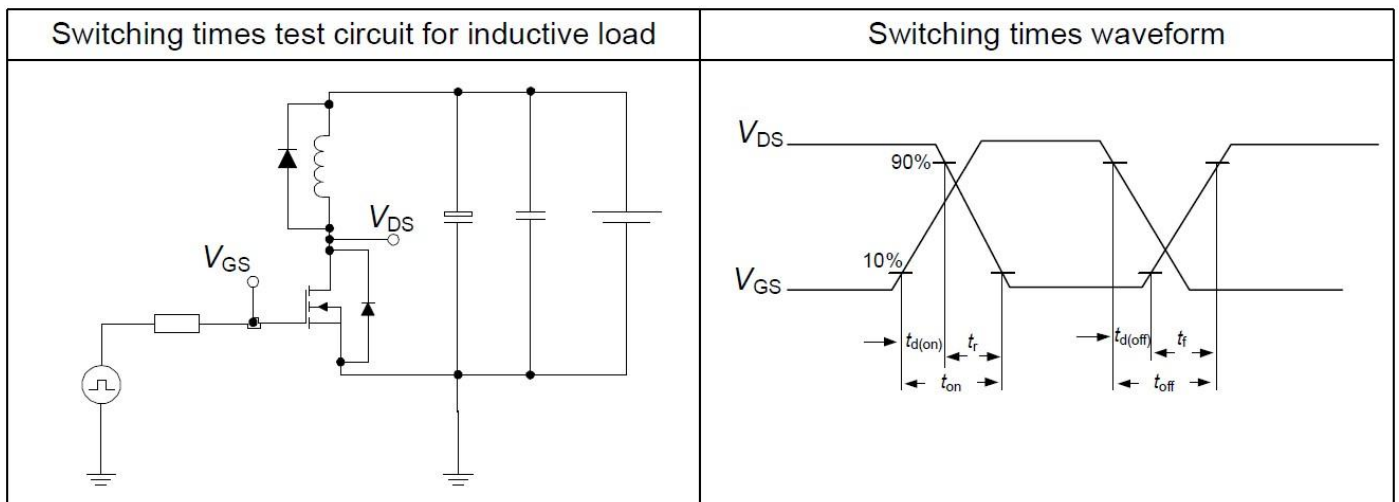 Switching times test circuit for inductive load
Switching times waveform
VDS
VGS
VDS
90%
10%
VGS
td(on)
tr
td(off)
tf
ton
toff